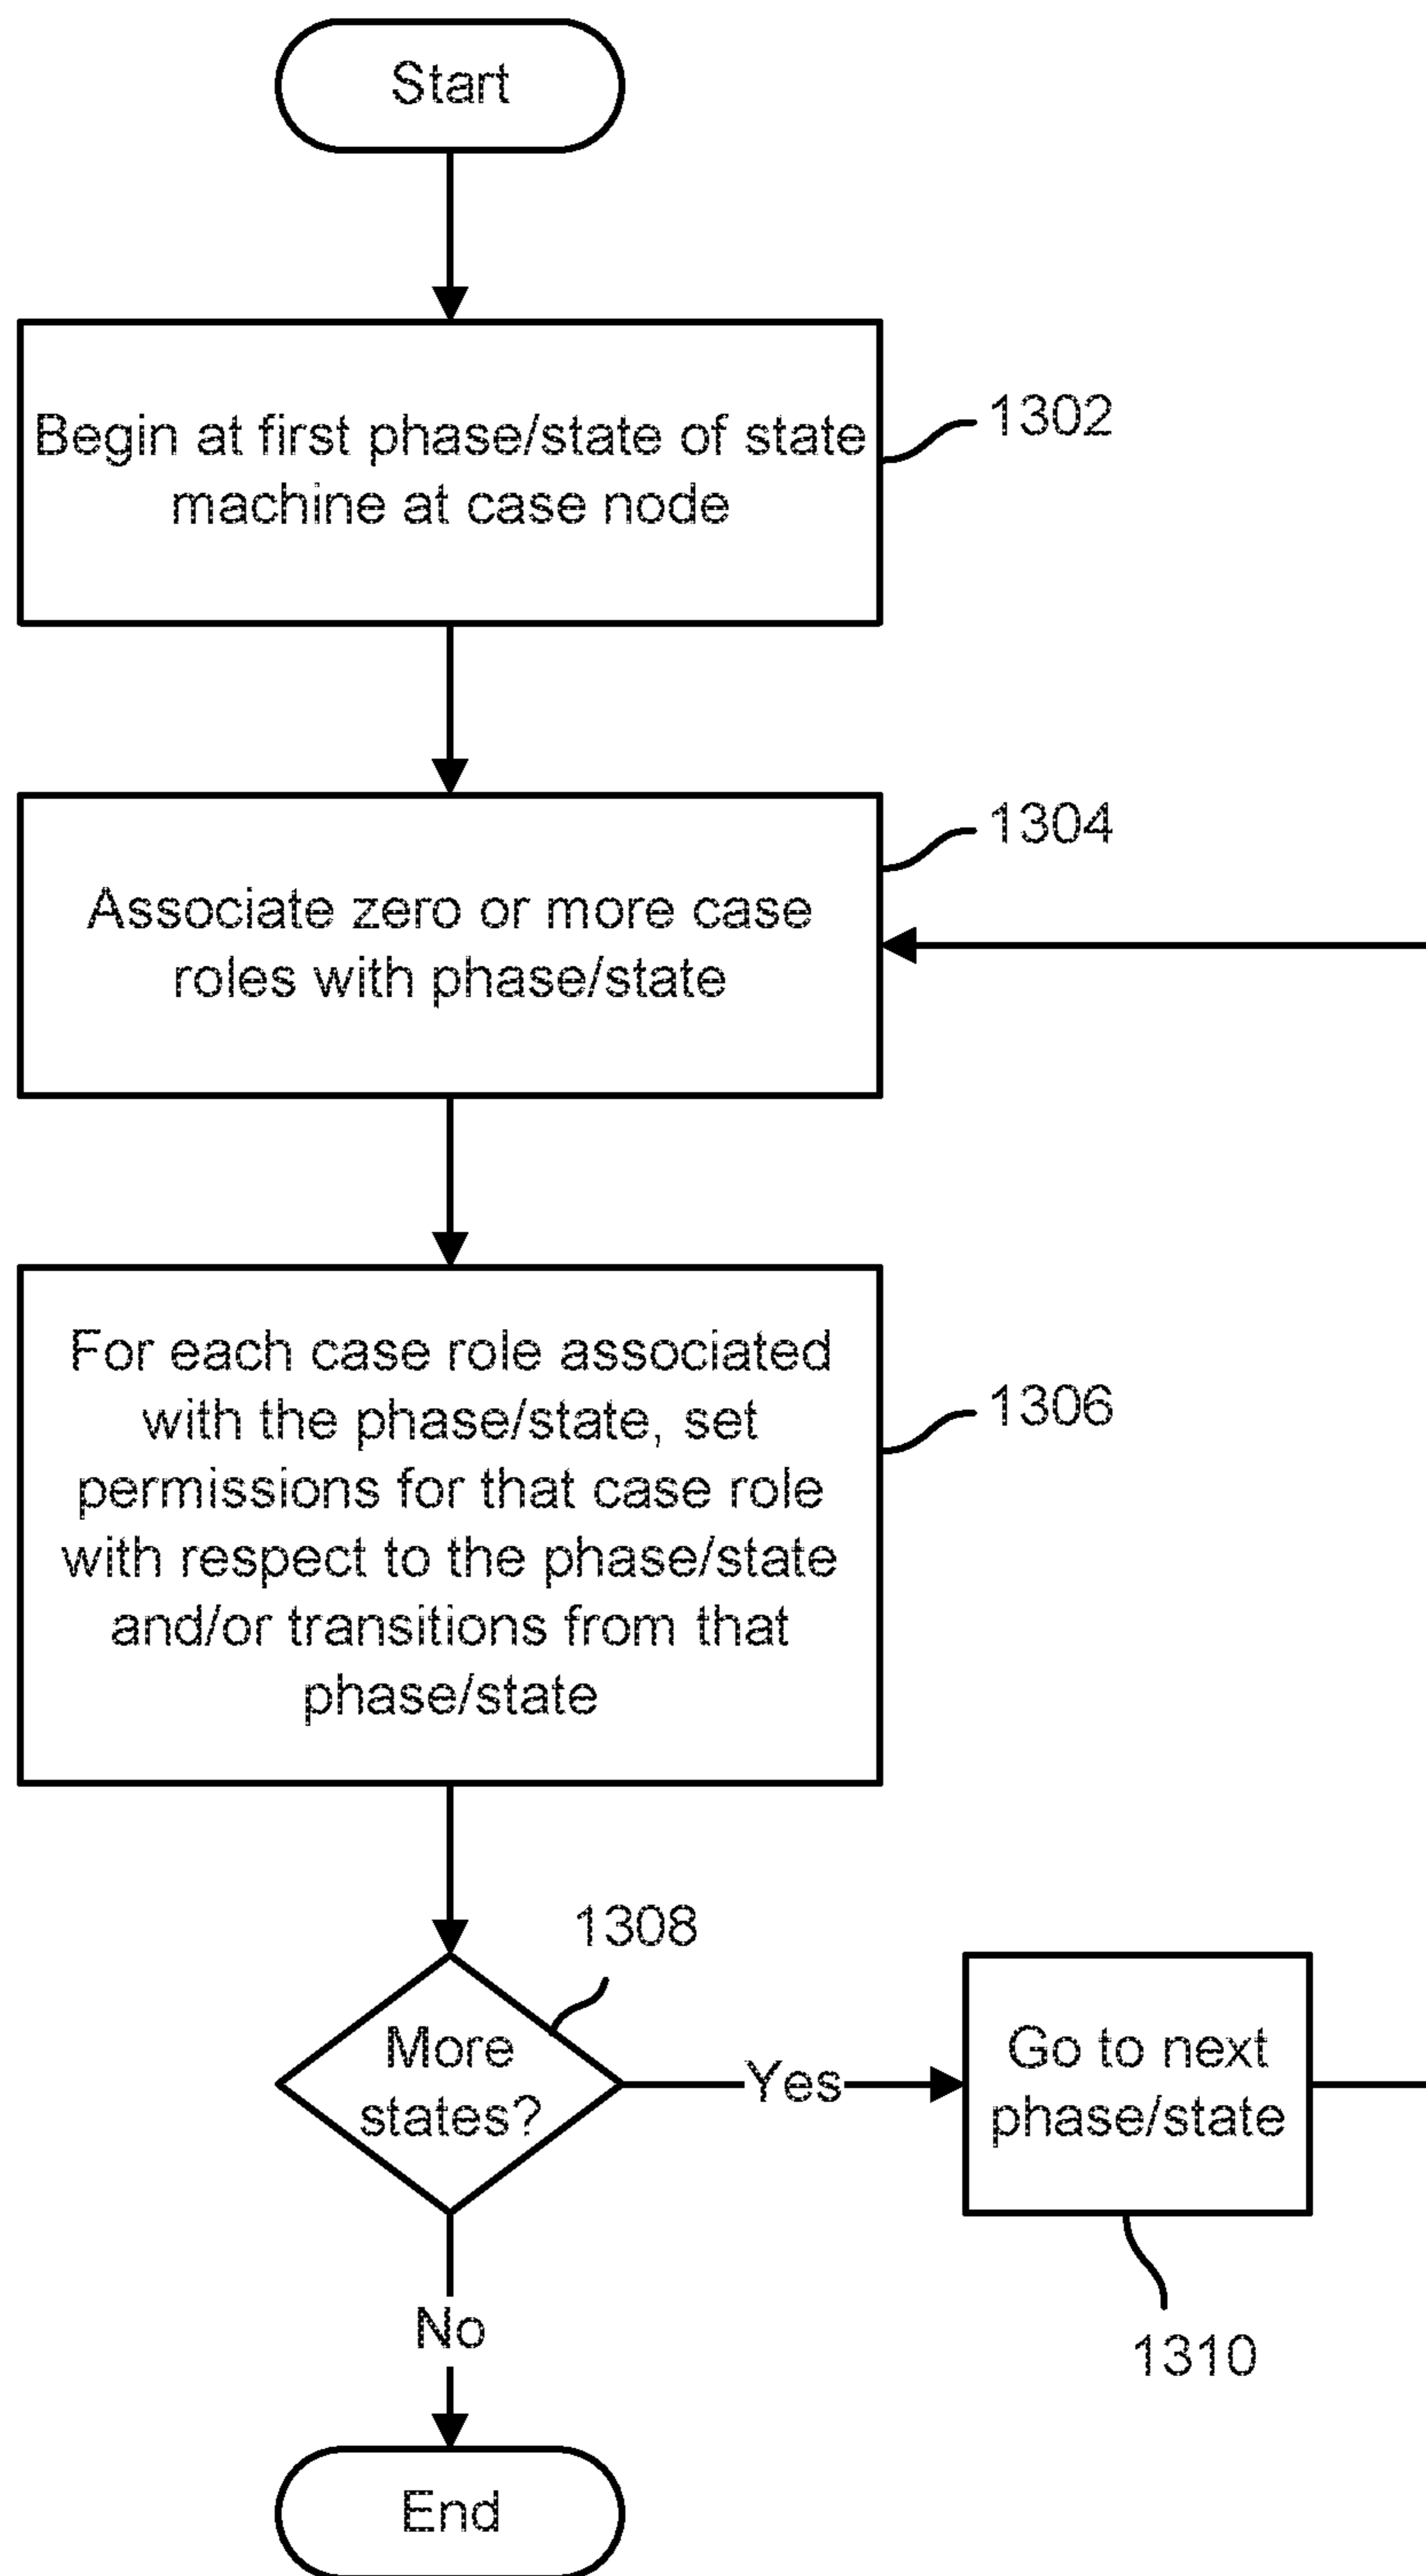 Start
Begin at first phase/state of state
machine at case node
1302
Associate zero or more case
roles with phase/state
1304
For each case role associated
with the phase/state, set
permissions for that case role
with respect to the phase/state
and/or transitions from that
phase/state
1306
More
states?
1308
Yes
Go to next
phase/state
1310
No
End